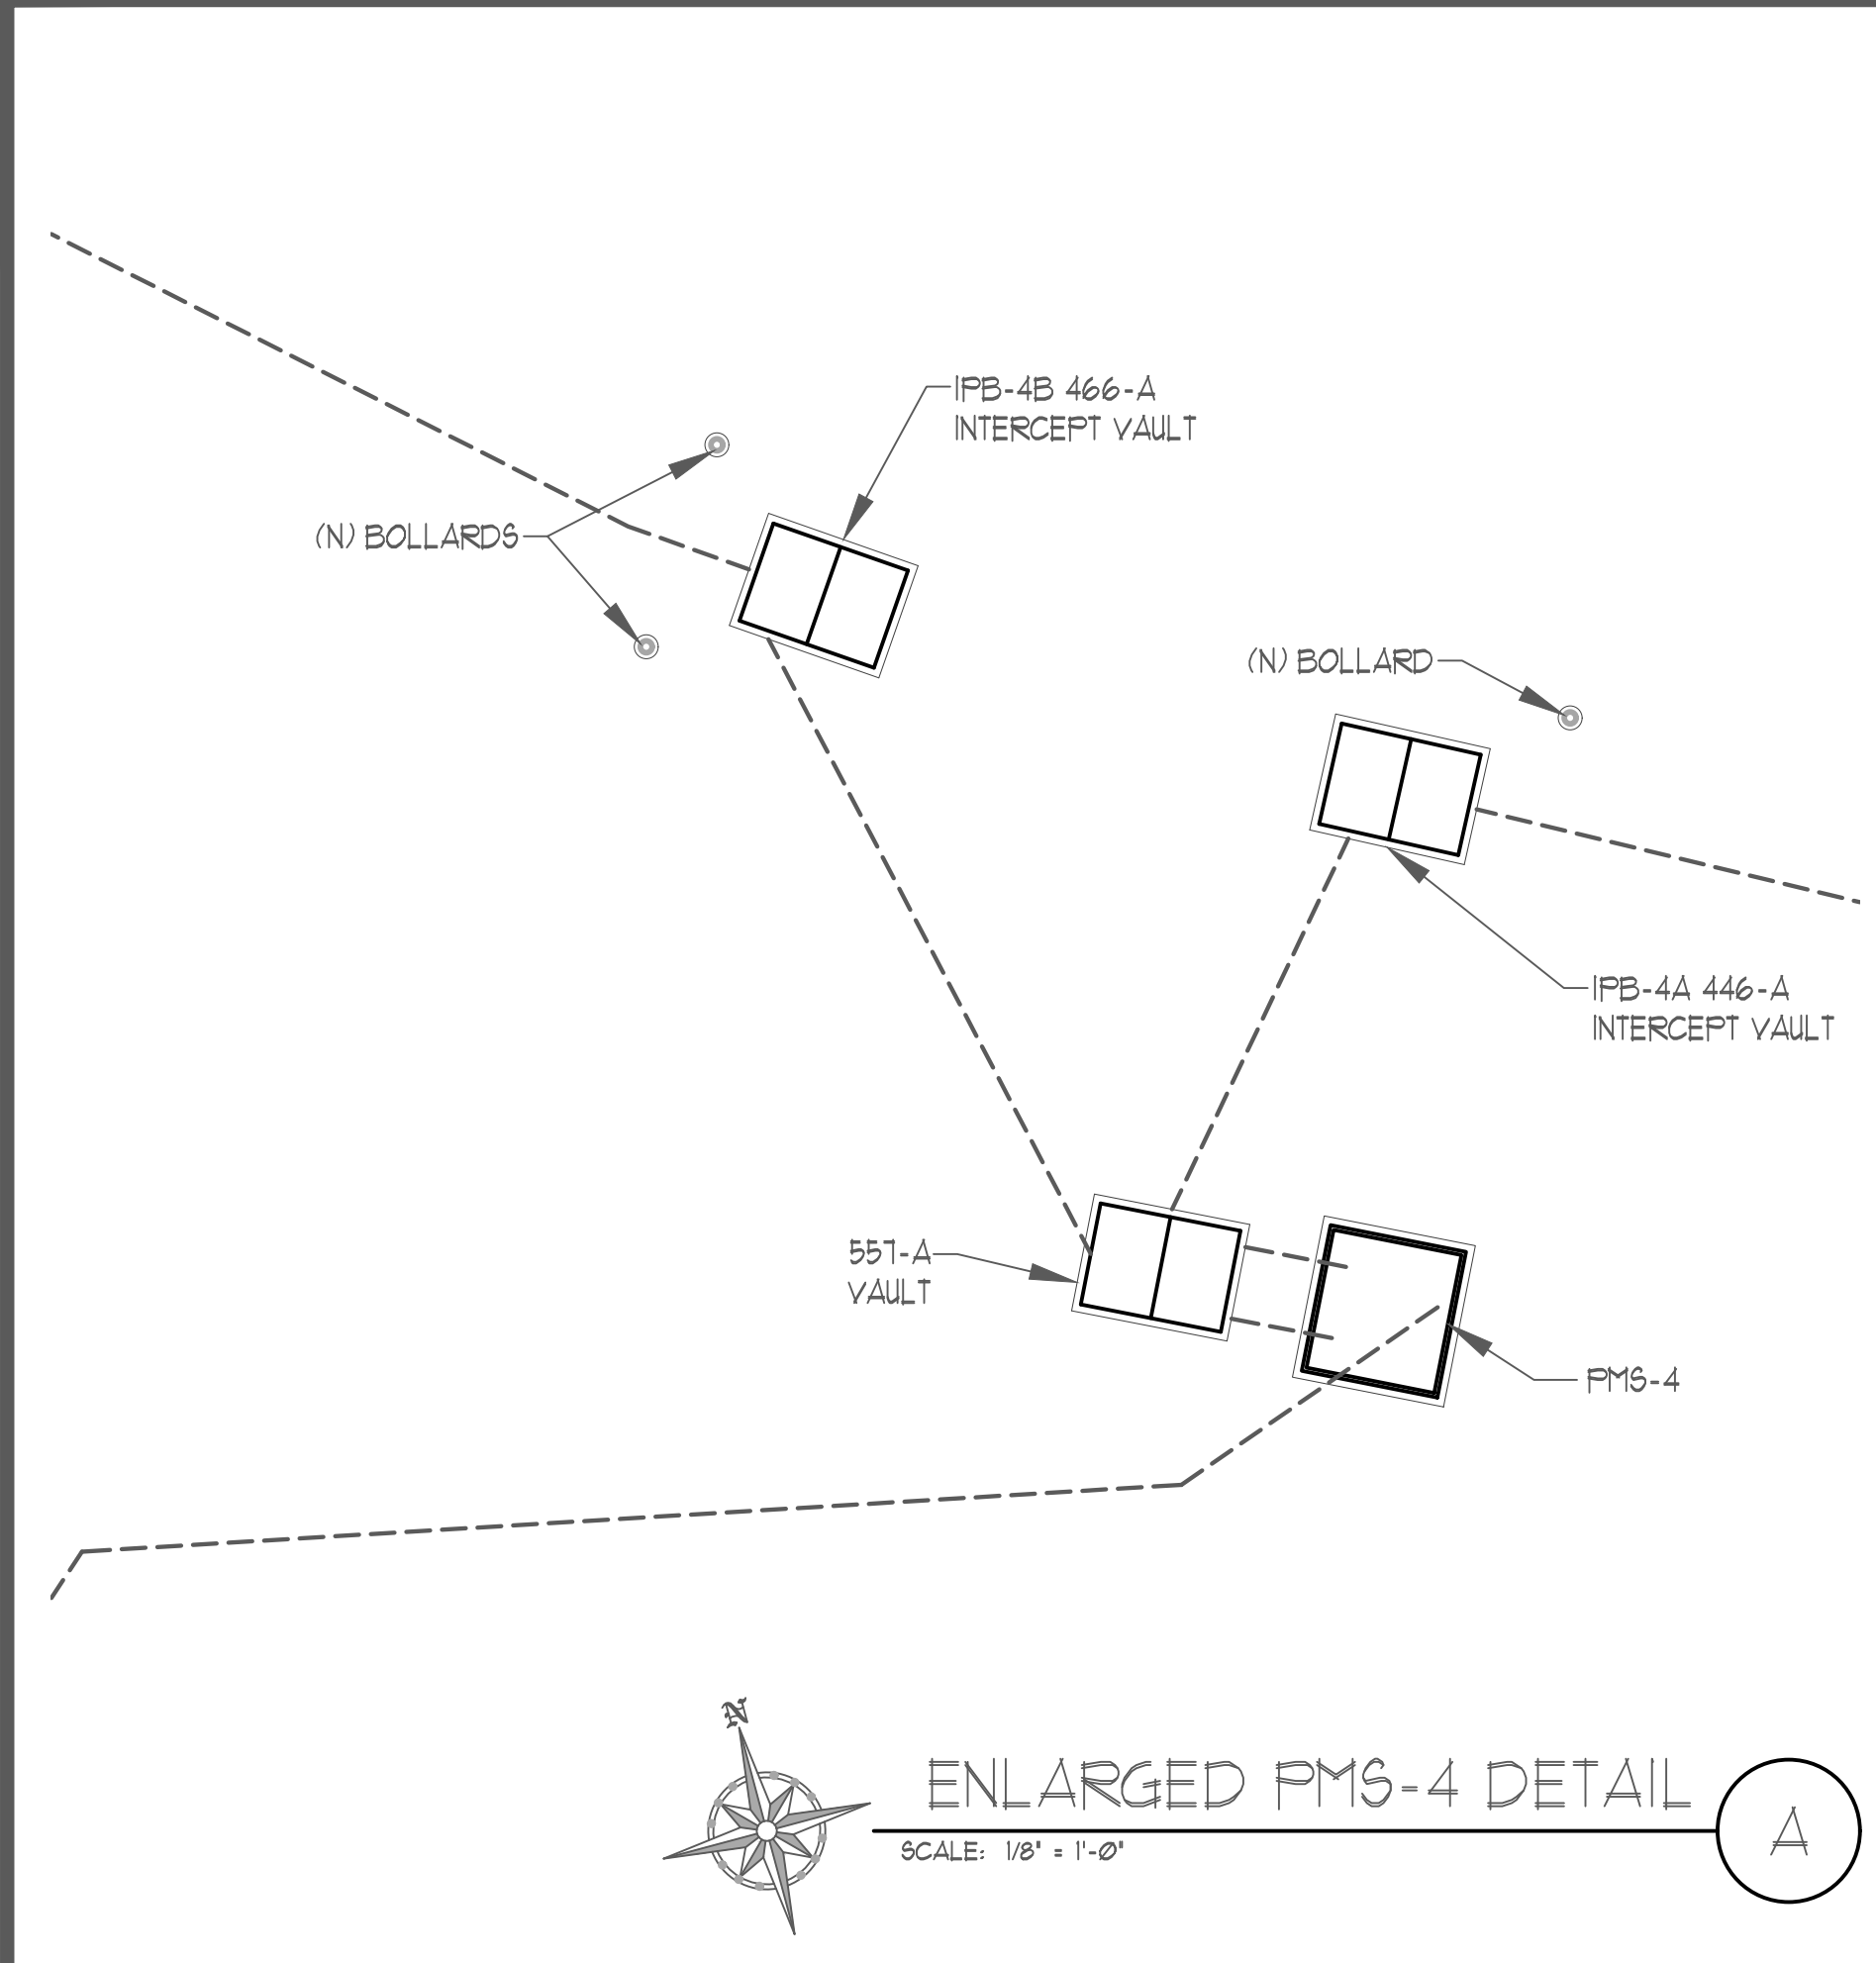 IPB-4B 466-A
INTERCEPT VAULT
(N) BOLLARDS
(N) BOLLARD
IPB-4A 446-A
INTERCEPT VAULT
557-A
VAULT
PMS-4
N
ENLARGED PMS-4 DETAIL
A
SCALE: 1/8" = 1'-0"